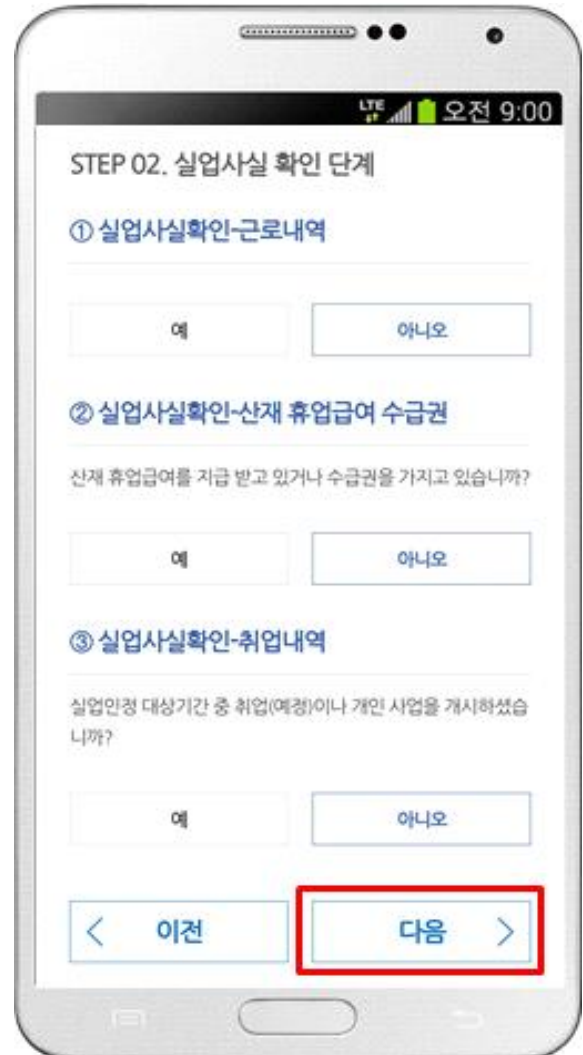 LTE 오전 9:00
STEP 02. 실업사실 확인 단계
① 실업사실확인-근로내역
예 아니오
② 실업사실확인-산재 휴업급여 수급권
산재 휴업급여를 지급 받고 있거나 수급권을 가지고 있습니까?
예 아니오
③ 실업사실확인-취업내역
실업인정 대상기간 중 취업(예정)이나 개인 사업을 개시하셨습
니까?
예 아니오
이전 다음